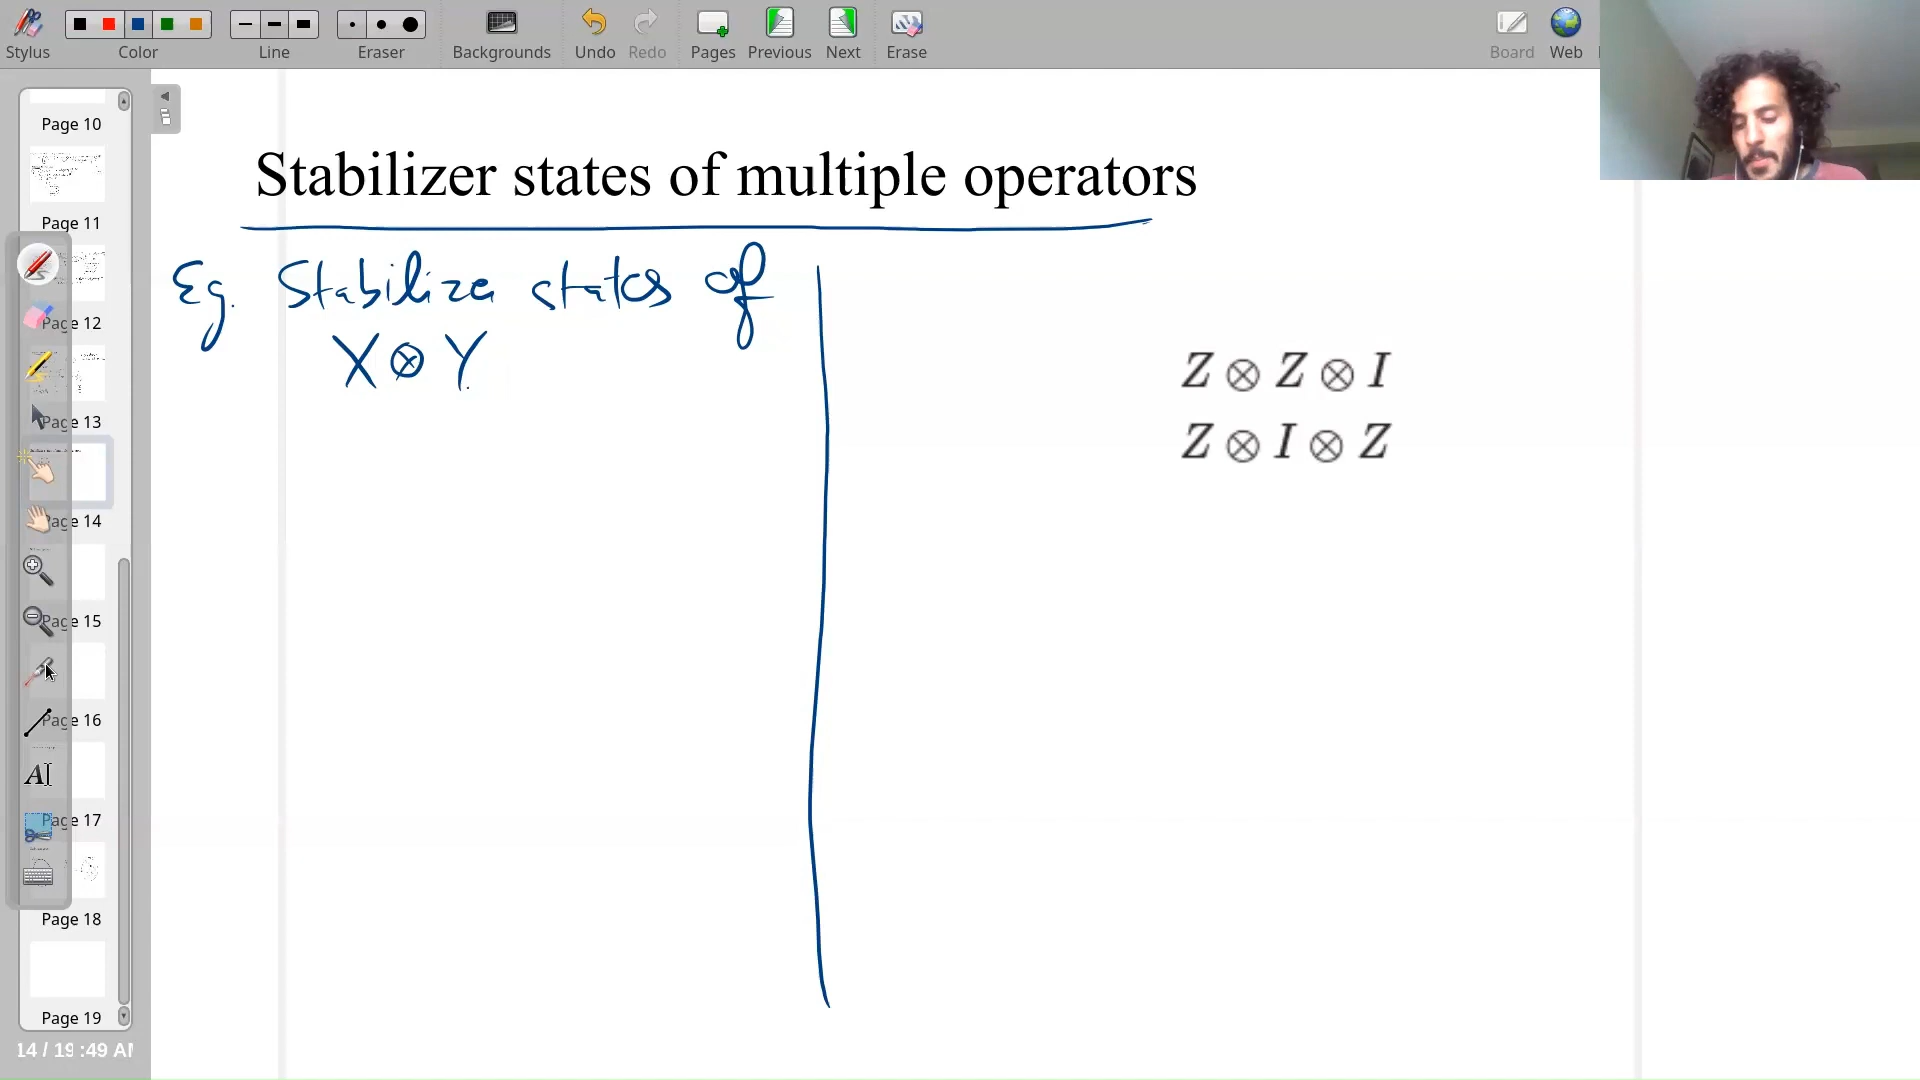 Stylus Color Line Eraser Backgrounds Undo Redo Pages Previous Next Erase Board Web
Page 10
Page 11
Page 12
Page 13
Page 14
Page 15
Page 16
Page 17
Page 18
Page 19
14 / 19
Stabilizer states of multiple operators
Eg. Stabilize states of
X ⊗ Y
Z ⊗ Z ⊗ I
Z ⊗ I ⊗ Z